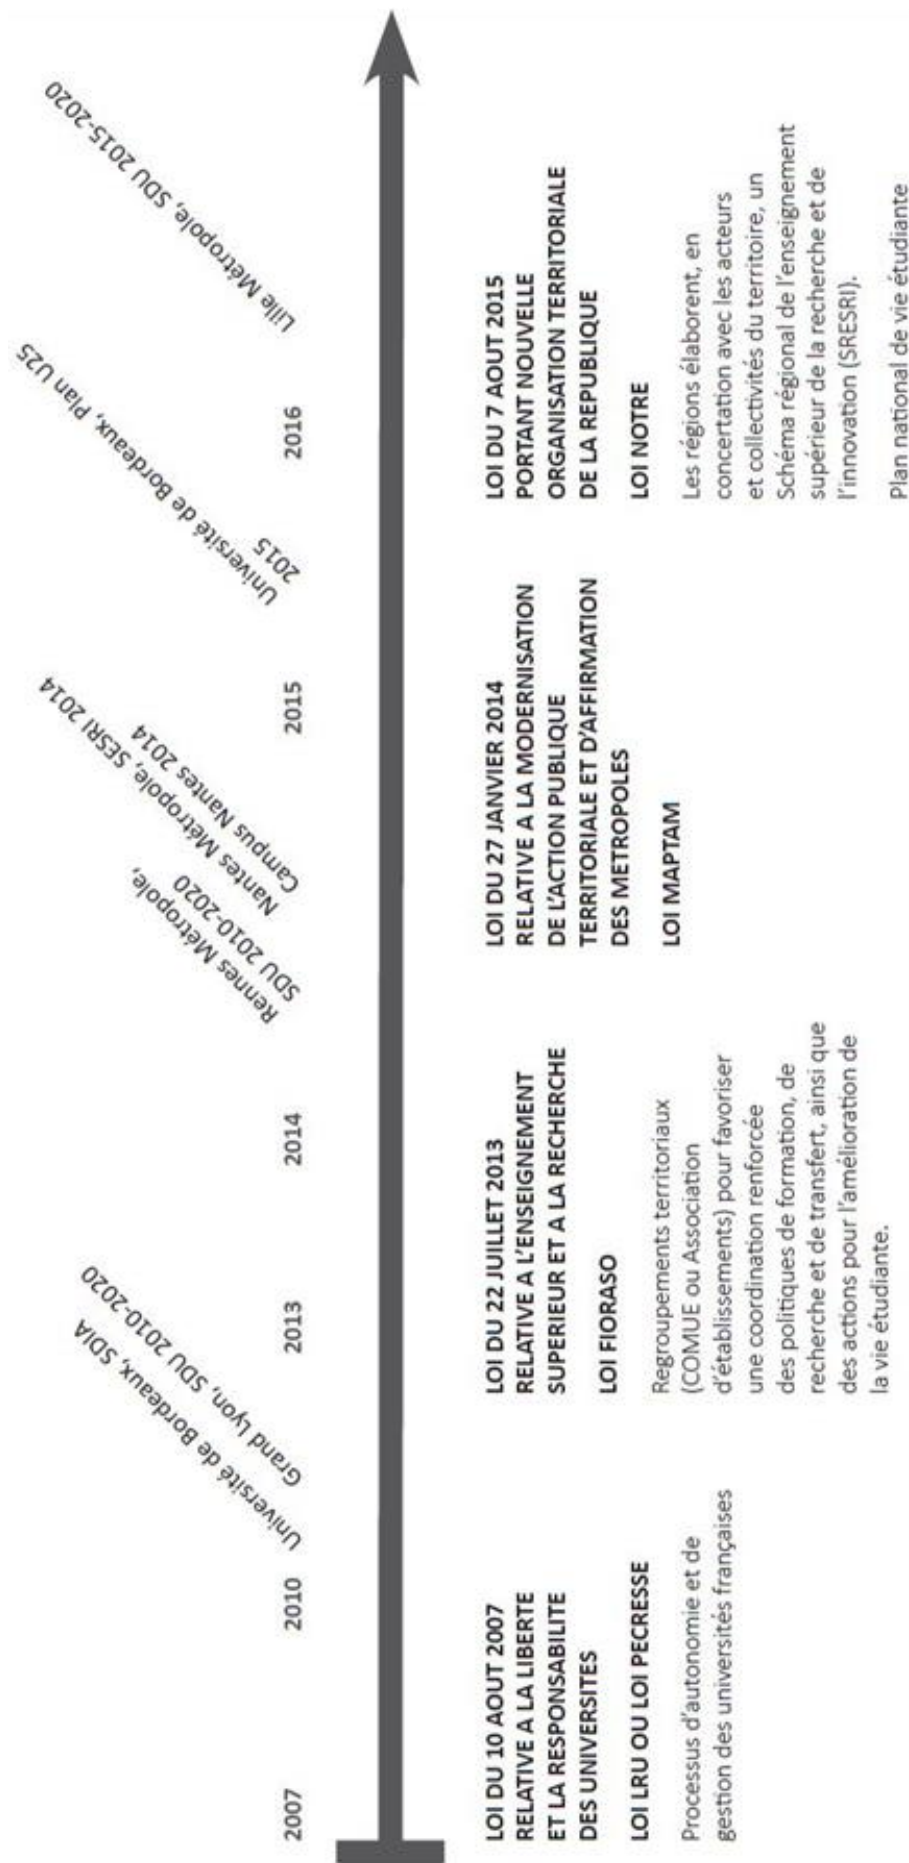 2007
2010
Université de Bordeaux, SDIA
Grand Lyon, SDU 2010-2020
2013
2014
Rennes Métropole,
SDU 2010-2020
Nantes Métropole, SESRI 2014
Campus Nantes 2014
2015
Université de Bordeaux, Plan U25
2015
2016
Lille Métropole, SDU 2015-2020
LOI DU 10 AOUT 2007
RELATIVE A LA LIBERTE
ET LA RESPONSABILITE
DES UNIVERSITES
LOI LRU OU LOI PECRESSE
Processus d'autonomie et de
gestion des universités françaises
LOI DU 22 JUILLET 2013
RELATIVE A L'ENSEIGNEMENT
SUPERIEUR ET A LA RECHERCHE
LOI FIORASO
Regroupements territoriaux
(COMUE ou Association
d'établissements) pour favoriser
une coordination renforcée
des politiques de formation, de
recherche et de transfert, ainsi que
des actions pour l'amélioration de
la vie étudiante.
LOI DU 27 JANVIER 2014
RELATIVE A LA MODERNISATION
DE L'ACTION PUBLIQUE
TERRITORIALE ET D'AFFIRMATION
DES METROPOLES
LOI MAPTAM
LOI DU 7 AOUT 2015
PORTANT NOUVELLE
ORGANISATION TERRITORIALE
DE LA REPUBLIQUE
LOI NOTRE
Les régions élaborent, en
concertation avec les acteurs
et collectivités du territoire, un
Schéma régional de l'enseignement
supérieur de la recherche et de
l'innovation (SRESRI).
Plan national de vie étudiante